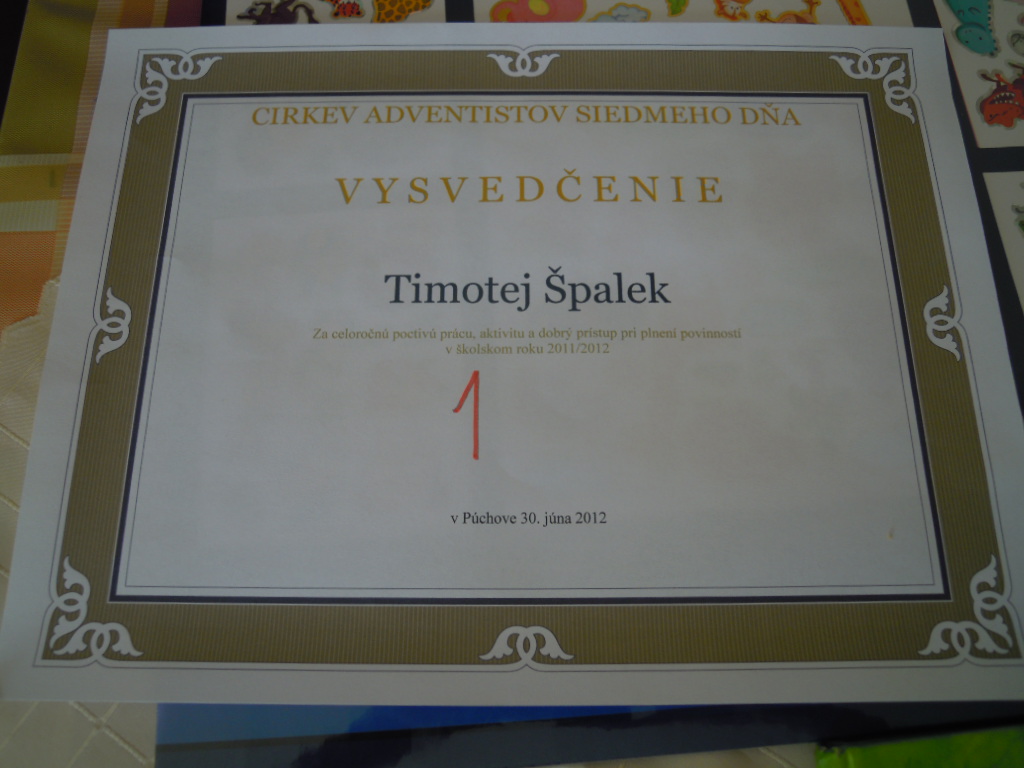 CIRKEV ADVENTISTOV SIEDMEHO DŇA
VYSVEDČENIE
Timotej Špalek
Za celoročnú poctivú prácu, aktivitu a dobrý prístup pri plnení povinností
v školskom roku 2011/2012
1
v Púchove 30. júna 2012